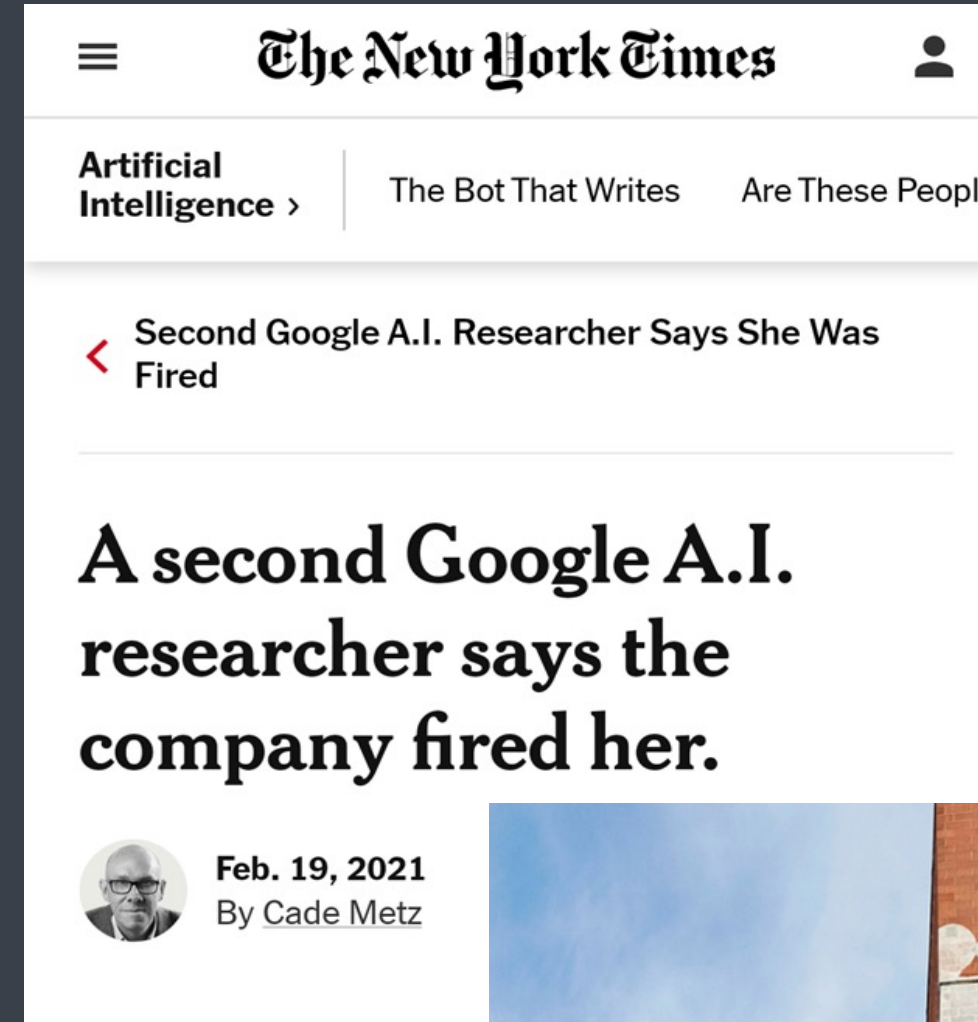 The New York Times
Artificial
Intelligence ›
The Bot That Writes
Are These Peopl
Second Google A.I. Researcher Says She Was
Fired
A second Google A.I.
researcher says the
company fired her.
Feb. 19, 2021
By Cade Metz